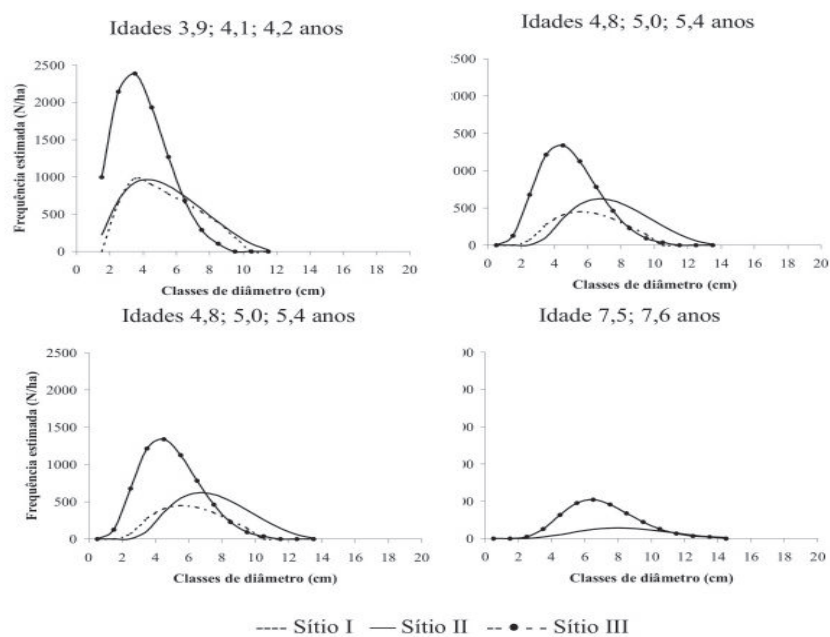 Idades 3,9; 4,1; 4,2 anos
Frequência estimada (N/ha)
2500
2000
1500
1000
500
0
0 2 4 6 8 10 12 14 16 18 20
Classes de diâmetro (cm)
Idades 4,8; 5,0; 5,4 anos
2500
:000
500
000
500
0
0 2 4 6 8 10 12 14 16 18 20
Classes de diâmetro (cm)
Idades 4,8; 5,0; 5,4 anos
Frequência estimada (N/ha)
2500
2000
1500
1000
500
0
0 2 4 6 8 10 12 14 16 18 20
Classes de diâmetro (cm)
Idade 7,5; 7,6 anos
0
0 2 4 6 8 10 12 14 16 18 20
Classes de diâmetro (cm)
Sítio I Sítio II Sítio III